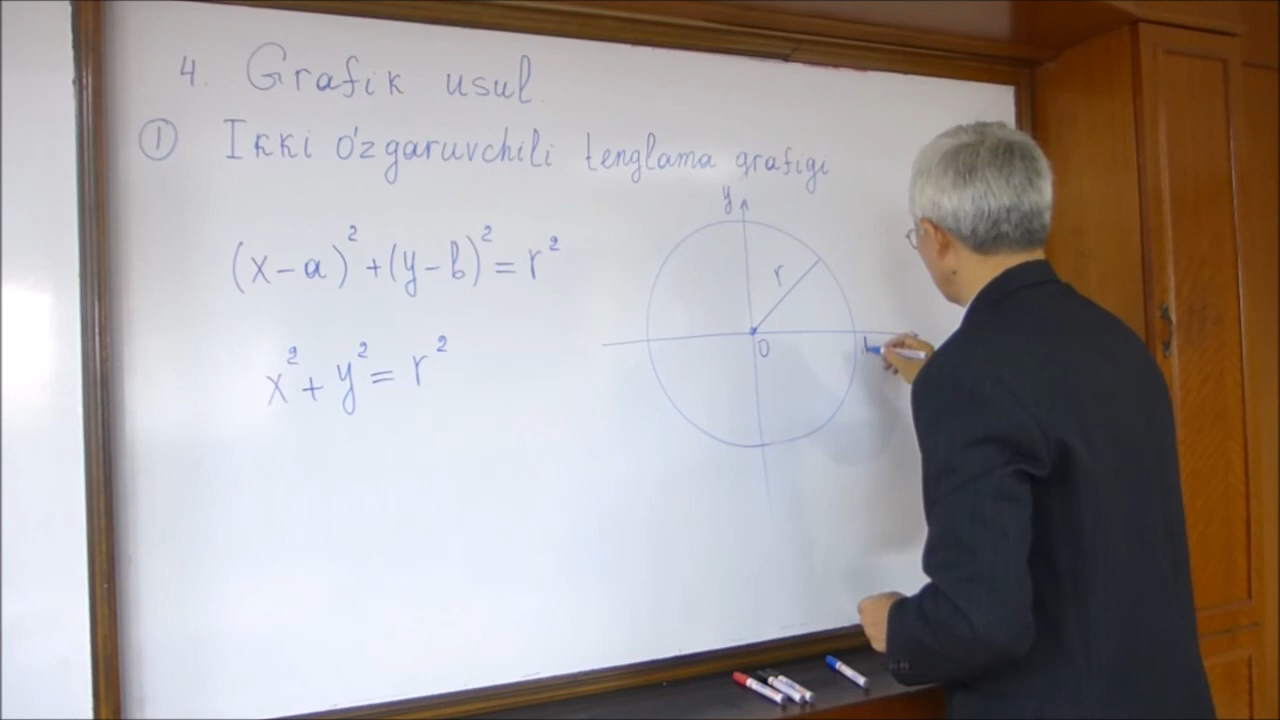 4. Grafik usul
① Ikki o'zgaruvchili tenglama grafigi
(x-a)² + (y-b)² = r²
x² + y² = r²
y
r
0